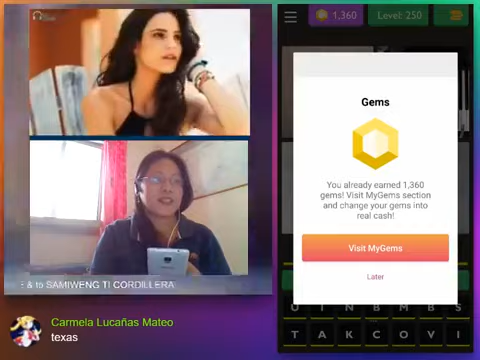 1,360
Level: 250
Gems
You already earned 1,360
gems! Visit MyGems section
and change your gems into
real cash!
Visit MyGems
Later
E & to SAMIWENG TI CORDILLERA
Carmela Lucañas Mateo
texas
U I N B M B S
T A K C O V I